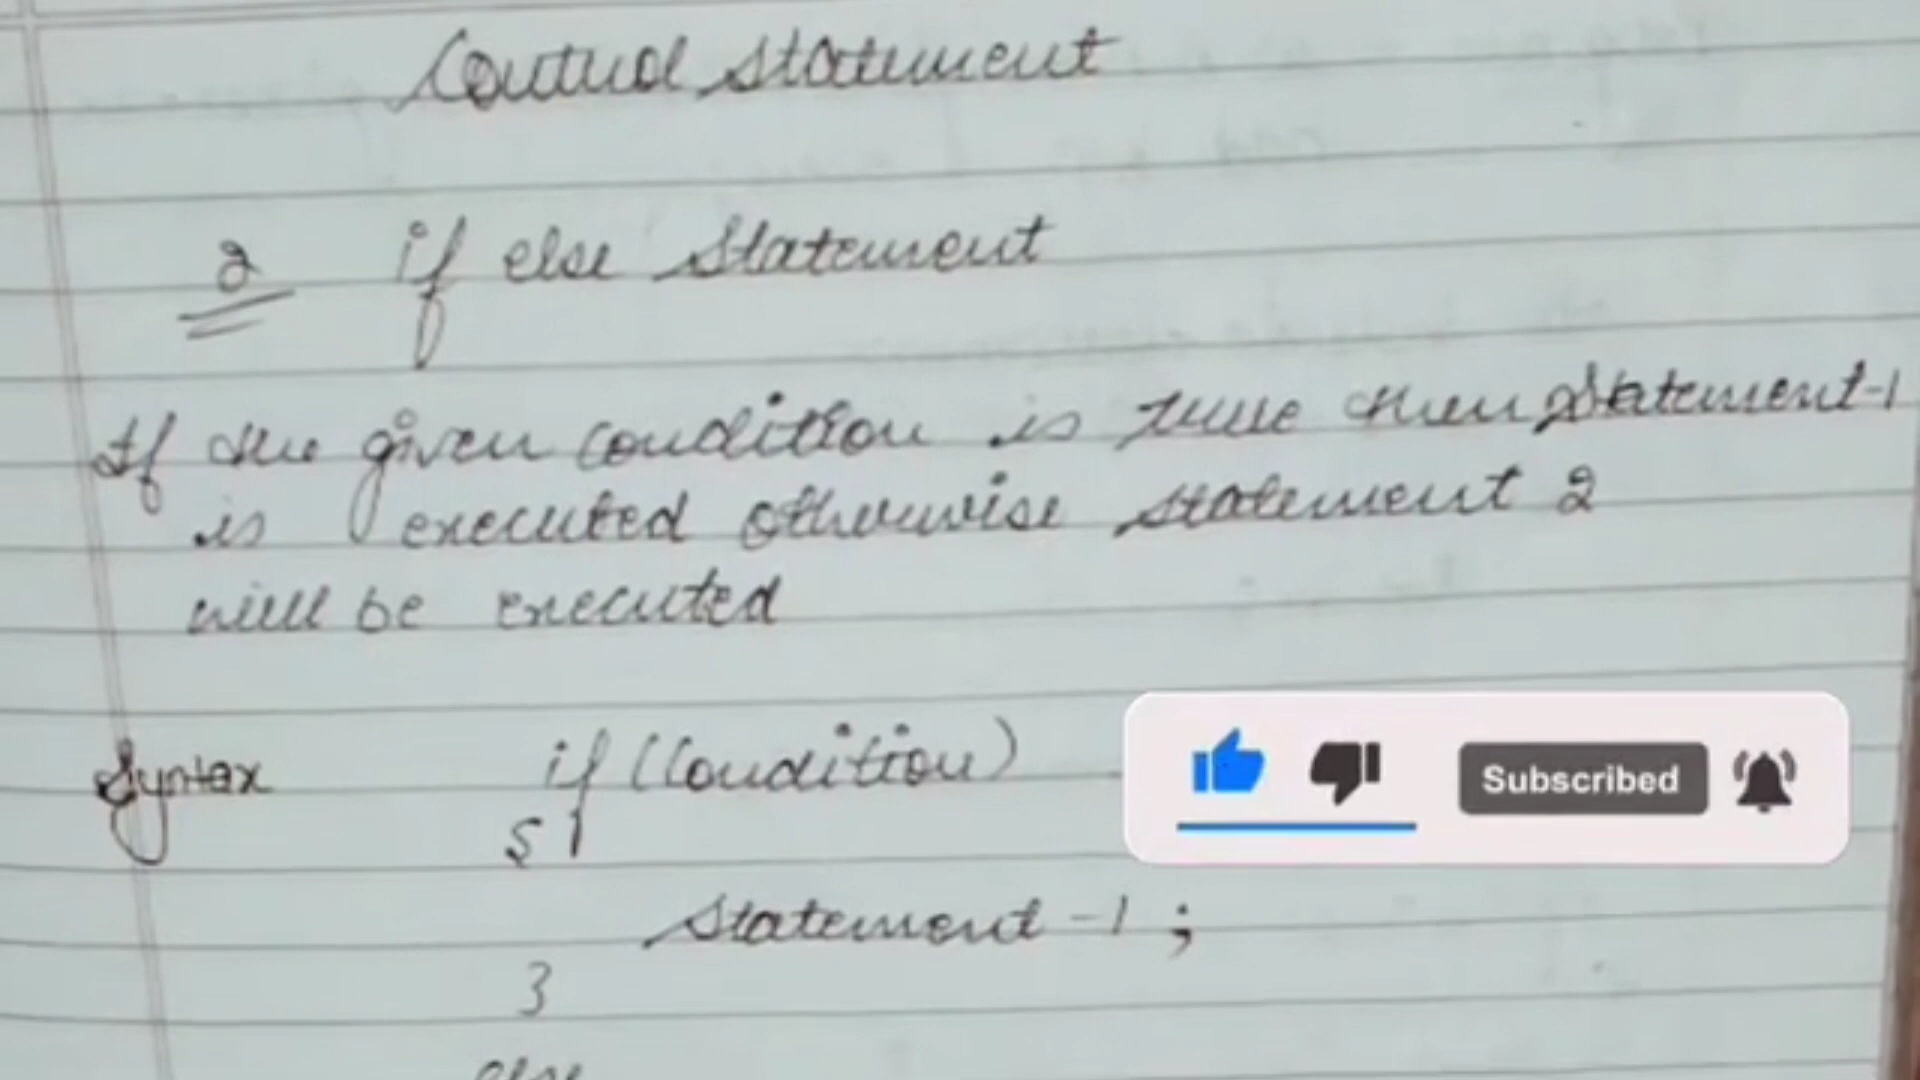 Control Statement
2 if else Statement
If the given condition is true then Statement-1
is executed otherwise statement 2
will be executed
Syntax if (Condition)
{
Statement-1;
}
else
Subscribed